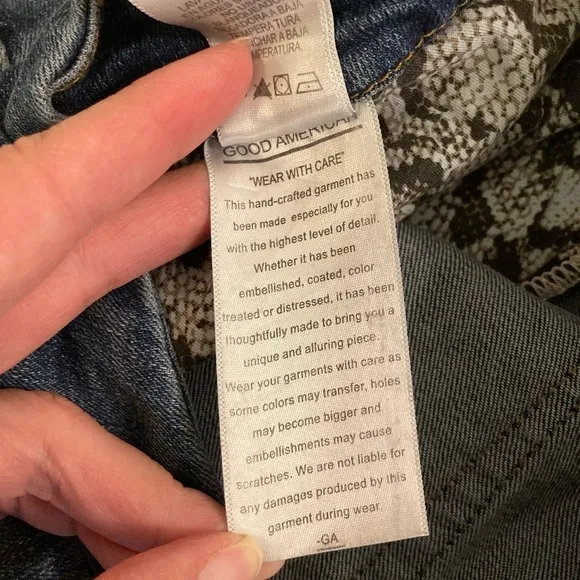 TEMPERATURA
PLANCHAR A BAJA
TEMPERATURA.
GOOD AMERICAN
"WEAR WITH CARE"
This hand-crafted garment has
been made especially for you
with the highest level of detail.
Whether it has been
embellished, coated, color
treated or distressed, it has been
thoughtfully made to bring you a
unique and alluring piece.
Wear your garments with care as
some colors may transfer, holes
may become bigger and
embellishments may cause
scratches. We are not liable for
any damages produced by this
garment during wear.
-GA